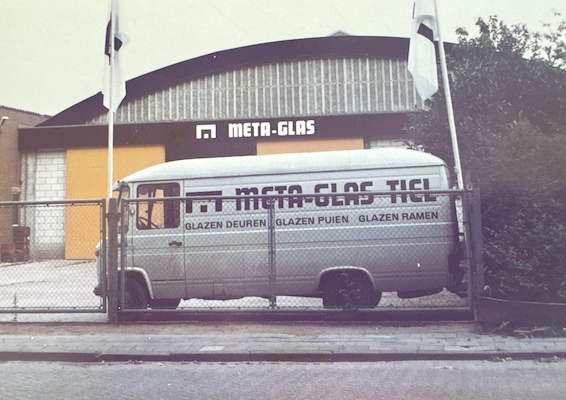 META-GLAS
META-GLAS TIEL
GLAZEN DEUREN GLAZEN PUIEN GLAZEN RAMEN